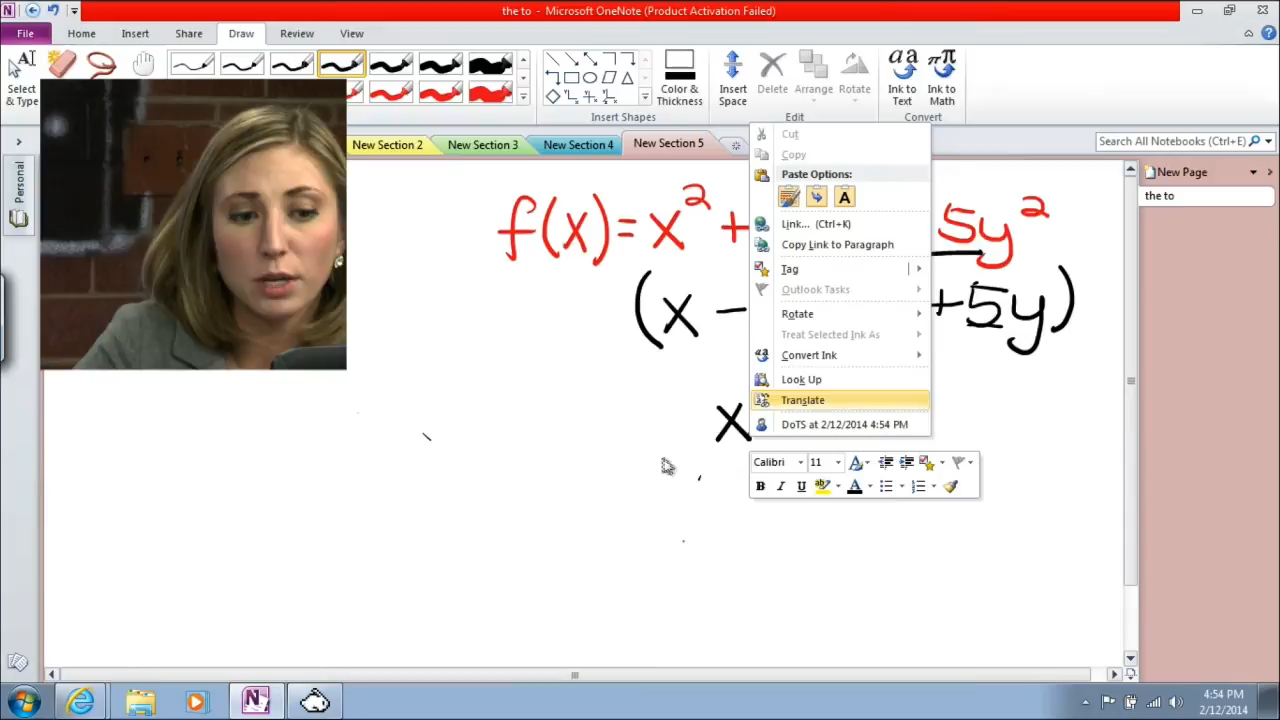 the to - Microsoft OneNote (Product Activation Failed)
File Home Insert Draw Review View
Select & Type
Color & Thickness
Insert Space
Delete Arrange Rotate
Ink to Text
Ink to Math
Insert Shapes Edit Convert
New Section 2 New Section 3 New Section 4 New Section 5
Search All Notebooks (Ctrl+E)
New Page
the to
Personal
Cut
Copy
Paste Options:
Link... (Ctrl+K)
Copy Link to Paragraph
Tag
Outlook Tasks
Rotate
Treat Selected Ink As
Convert Ink
Look Up
Translate
DoTS at 2/12/2014 4:54 PM
Calibri 11
B I U ab A
f(x) = x² + 5y²
(x - +5y)
x
4:54 PM
2/12/2014